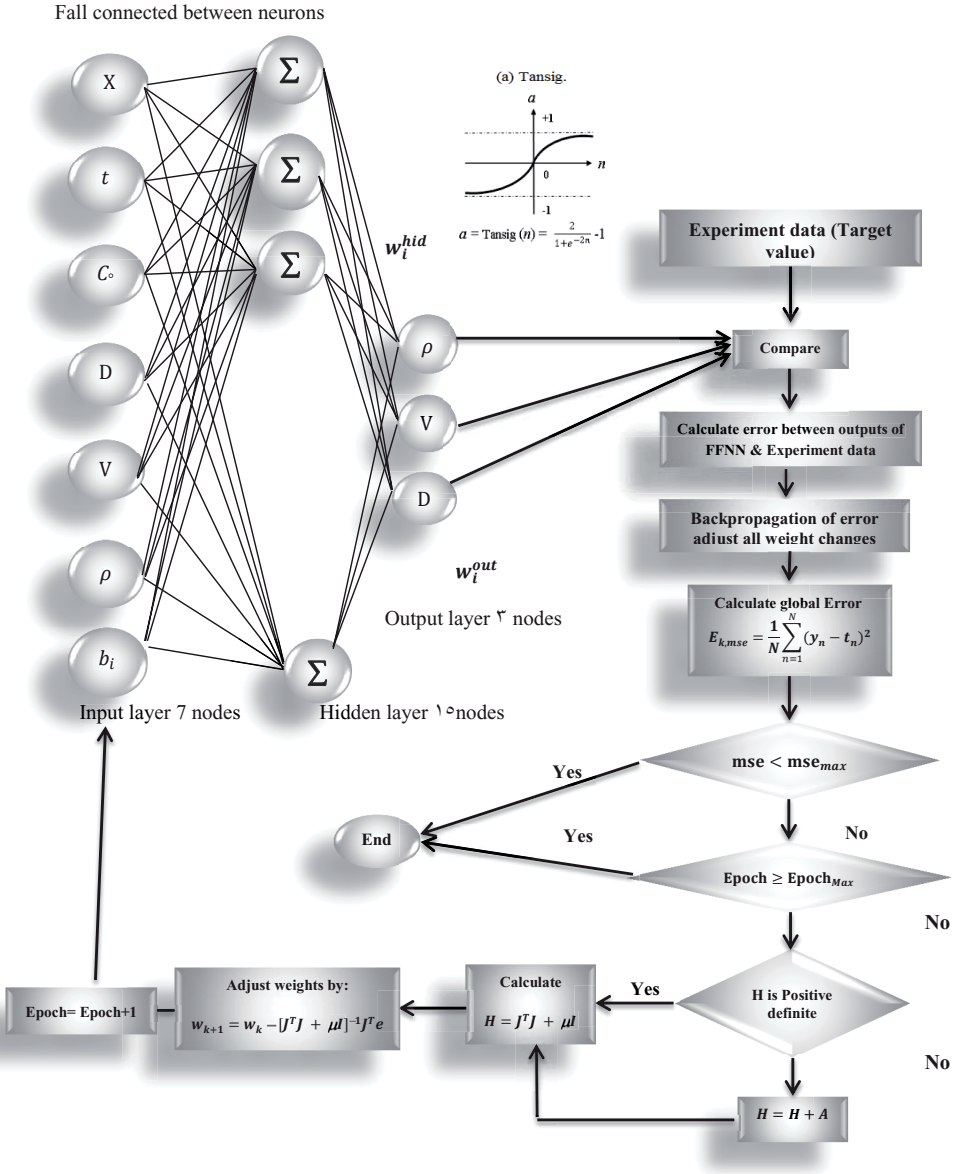 Fall connected between neurons
X
t
C∘
D
V
ρ
b_i
Σ
Σ
Σ
Σ
(a) Tansig.
a
+1
n
0
-1
a = Tansig (n) = 2/(1+e^{-2n}) -1
w_i^{hid}
ρ
V
D
w_i^{out}
Output layer ٣ nodes
Input layer 7 nodes
Hidden layer ١٥nodes
Experiment data (Target
value)
Compare
Calculate error between outputs of
FFNN & Experiment data
Backpropagation of error
adjust all weight changes
Calculate global Error
E_{k,mse} = 1/N ∑_{n=1}^{N} (y_n − t_n)^2
mse < mse_{max}
Yes
No
End
Epoch ≥ Epoch_{Max}
Yes
No
H is Positive
definite
Yes
No
H = H + A
Calculate
H = J^T J + μI
Adjust weights by:
w_{k+1} = w_k − [J^T J + μI]^{-1} J^T e
Epoch= Epoch+1